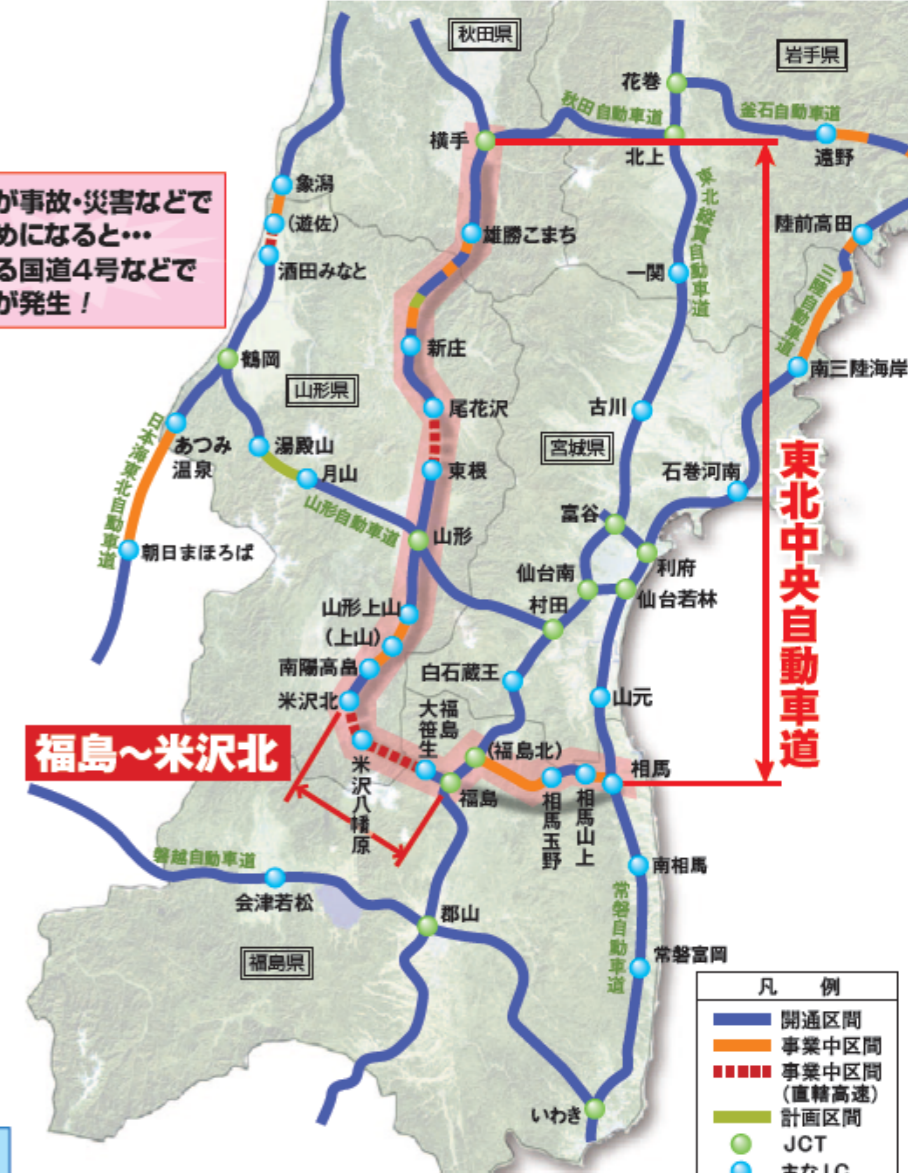 秋田県
岩手県
花巻
秋田自動車道
釜石自動車道
横手
北上
遠野
が事故・災害などで
めになると…
る国道4号などで
が発生！
象潟
(遊佐)
酒田みなと
雄勝こまち
東北縦貫自動車道
陸前高田
一関
三陸自動車道
新庄
鶴岡
南三陸海岸
山形県
尾花沢
古川
宮城県
あつみ
温泉
湯殿山
月山
東根
石巻河南
東北中央自動車道
日本海東北自動車道
山形自動車道
山形
富谷
朝日まほろば
利府
仙台南
仙台若林
村田
山形上山
(上山)
南陽高畠
白石蔵王
米沢北
山元
大笹生
福島
福島～米沢北
(福島北)
相馬
米沢八幡原
福島
相馬玉野
相馬山上
磐越自動車道
会津若松
南相馬
常磐自動車道
郡山
常磐富岡
福島県
凡　例
開通区間
事業中区間
事業中区間
(直轄高速)
計画区間
JCT
いわき
主なIC